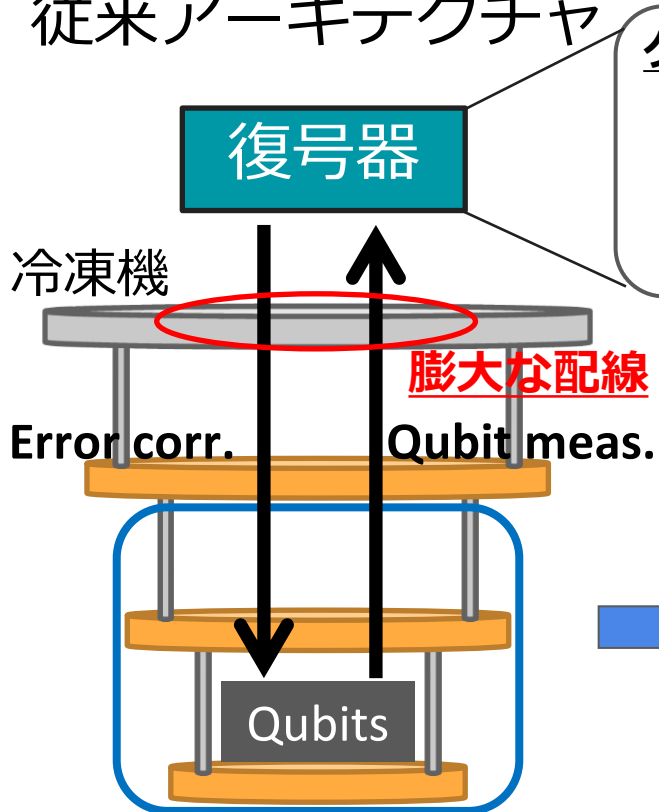 従来アーキテクチャ
復号器
冷凍機
膨大な配線
Error corr.
Qubit meas.
Qubits